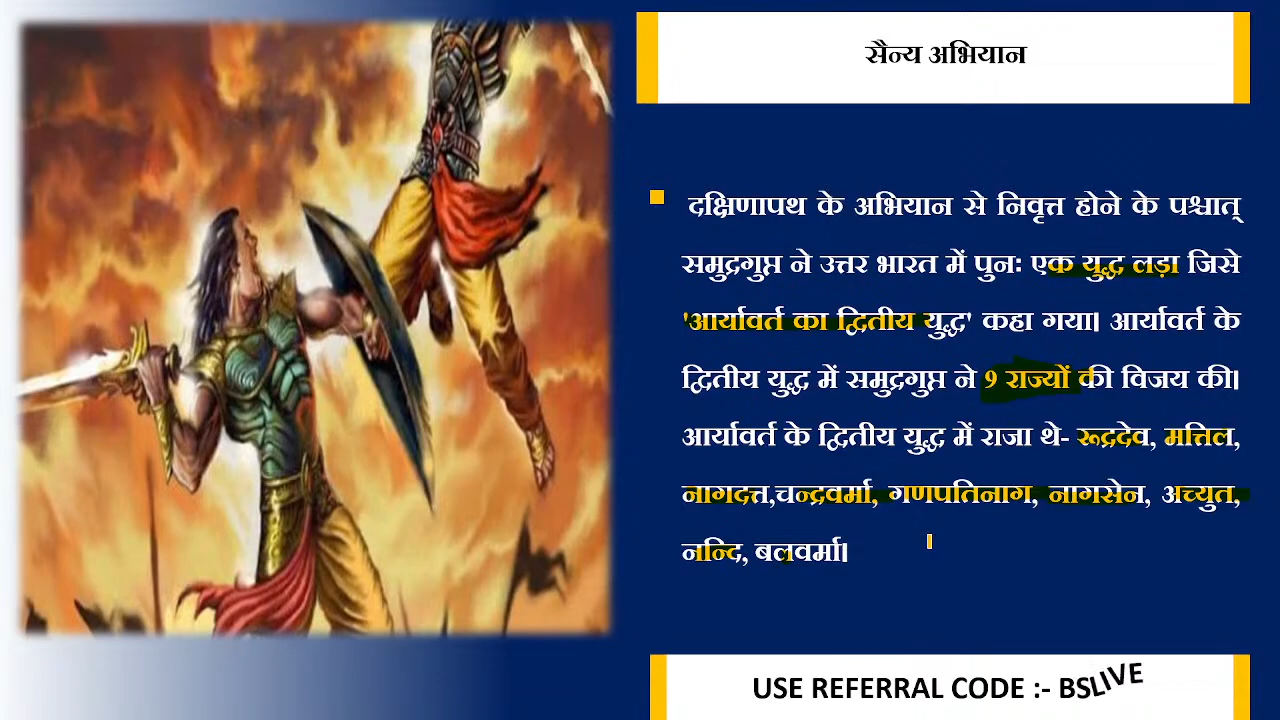 सैन्य अभियान
दक्षिणापथ के अभियान से निवृत्त होने के पश्चात्
समुद्रगुप्त ने उत्तर भारत में पुनः एक युद्ध लड़ा जिसे
'आर्यावर्त का द्वितीय युद्ध' कहा गया। आर्यावर्त के
द्वितीय युद्ध में समुद्रगुप्त ने 9 राज्यों की विजय की।
आर्यावर्त के द्वितीय युद्ध में राजा थे- रूद्रदेव, मत्तिल,
नागदत्त,चन्द्रवर्मा, गणपतिनाग, नागसेन, अच्युत,
नन्दि, बलवर्मा।
USE REFERRAL CODE :- BSLIVE